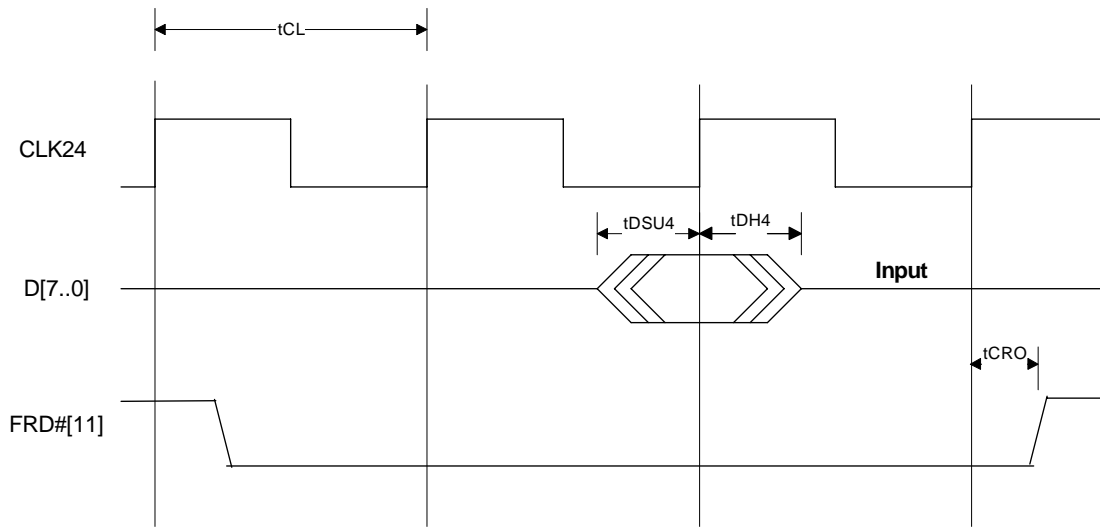 tCL
CLK24
tDSU4 tDH4
D[7..0] Input
tCRO
FRD#[11]